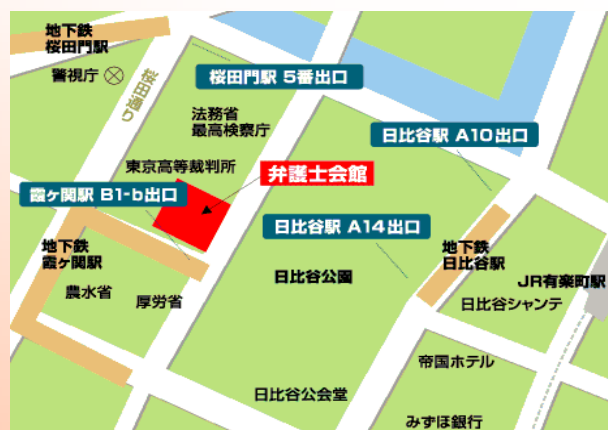 地下鉄
桜田門駅
警視庁
桜田通り
桜田門駅 5番出口
法務省
最高検察庁
日比谷駅 A10出口
東京高等裁判所
弁護士会館
霞ヶ関駅 B1-b出口
日比谷駅 A14出口
地下鉄
霞ヶ関駅
地下鉄
日比谷駅
日比谷公園
JR有楽町駅
農水省
厚労省
日比谷シャンテ
帝国ホテル
日比谷公会堂
みずほ銀行